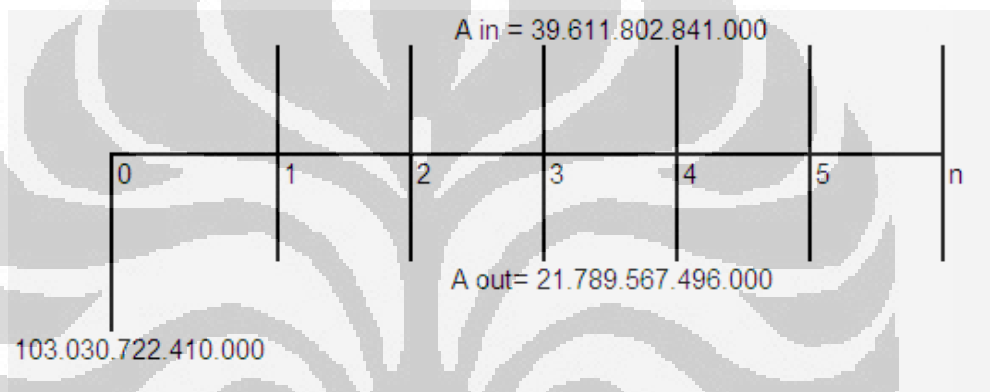 A in = 39.611.802.841.000
0 1 2 3 4 5 n
A out= 21.789.567.496.000
103.030.722.410.000